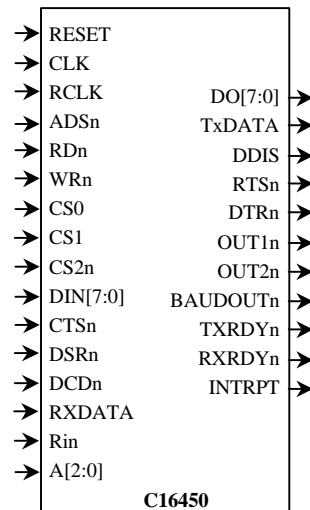 RESET
CLK
RCLK
ADSn
RDn
WRn
CS0
CS1
CS2n
DIN[7:0]
CTSn
DSRn
DCDn
RXDATA
Rin
A[2:0]
DO[7:0]
TxDATA
DDIS
RTSn
DTRn
OUT1n
OUT2n
BAUDOUTn
TXRDYn
RXRDYn
INTRPT
C16450